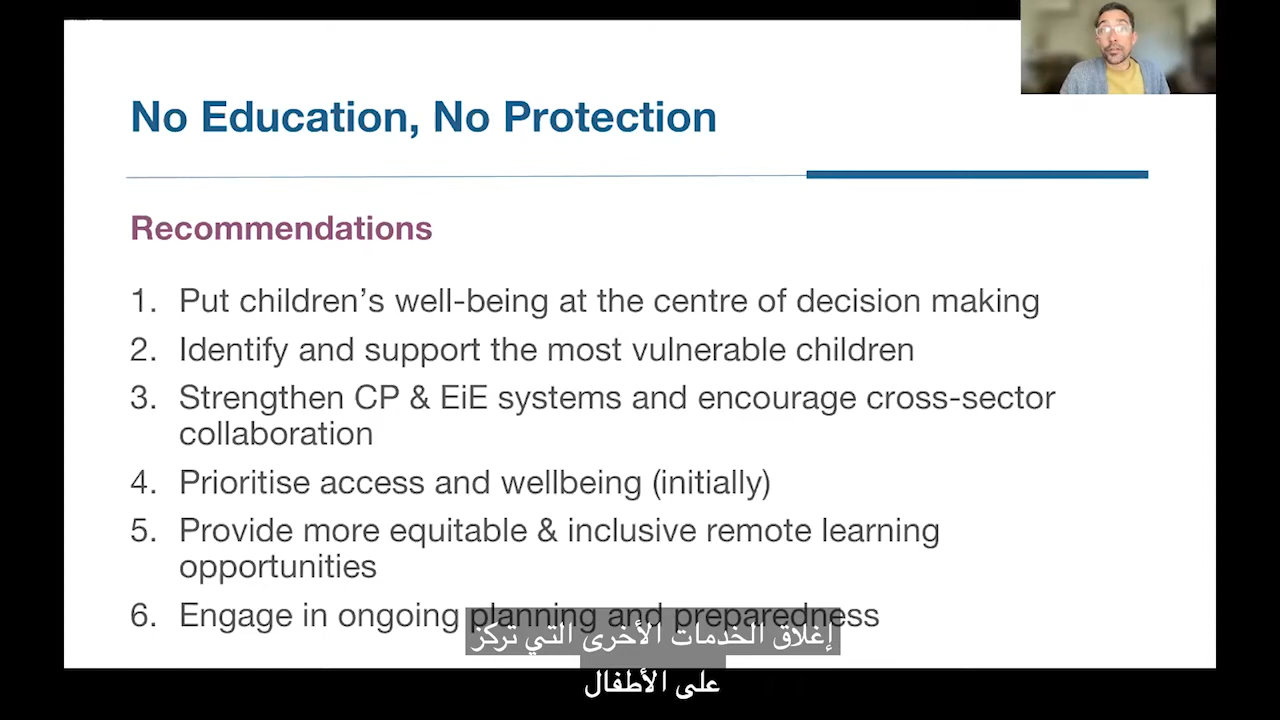 No Education, No Protection
Recommendations
1. Put children’s well-being at the centre of decision making
2. Identify and support the most vulnerable children
3. Strengthen CP & EiE systems and encourage cross-sector
collaboration
4. Prioritise access and wellbeing (initially)
5. Provide more equitable & inclusive remote learning
opportunities
6. Engage in ongoing planning and preparedness
إغلاق الخدمات الأخرى التي تركز
على الأطفال